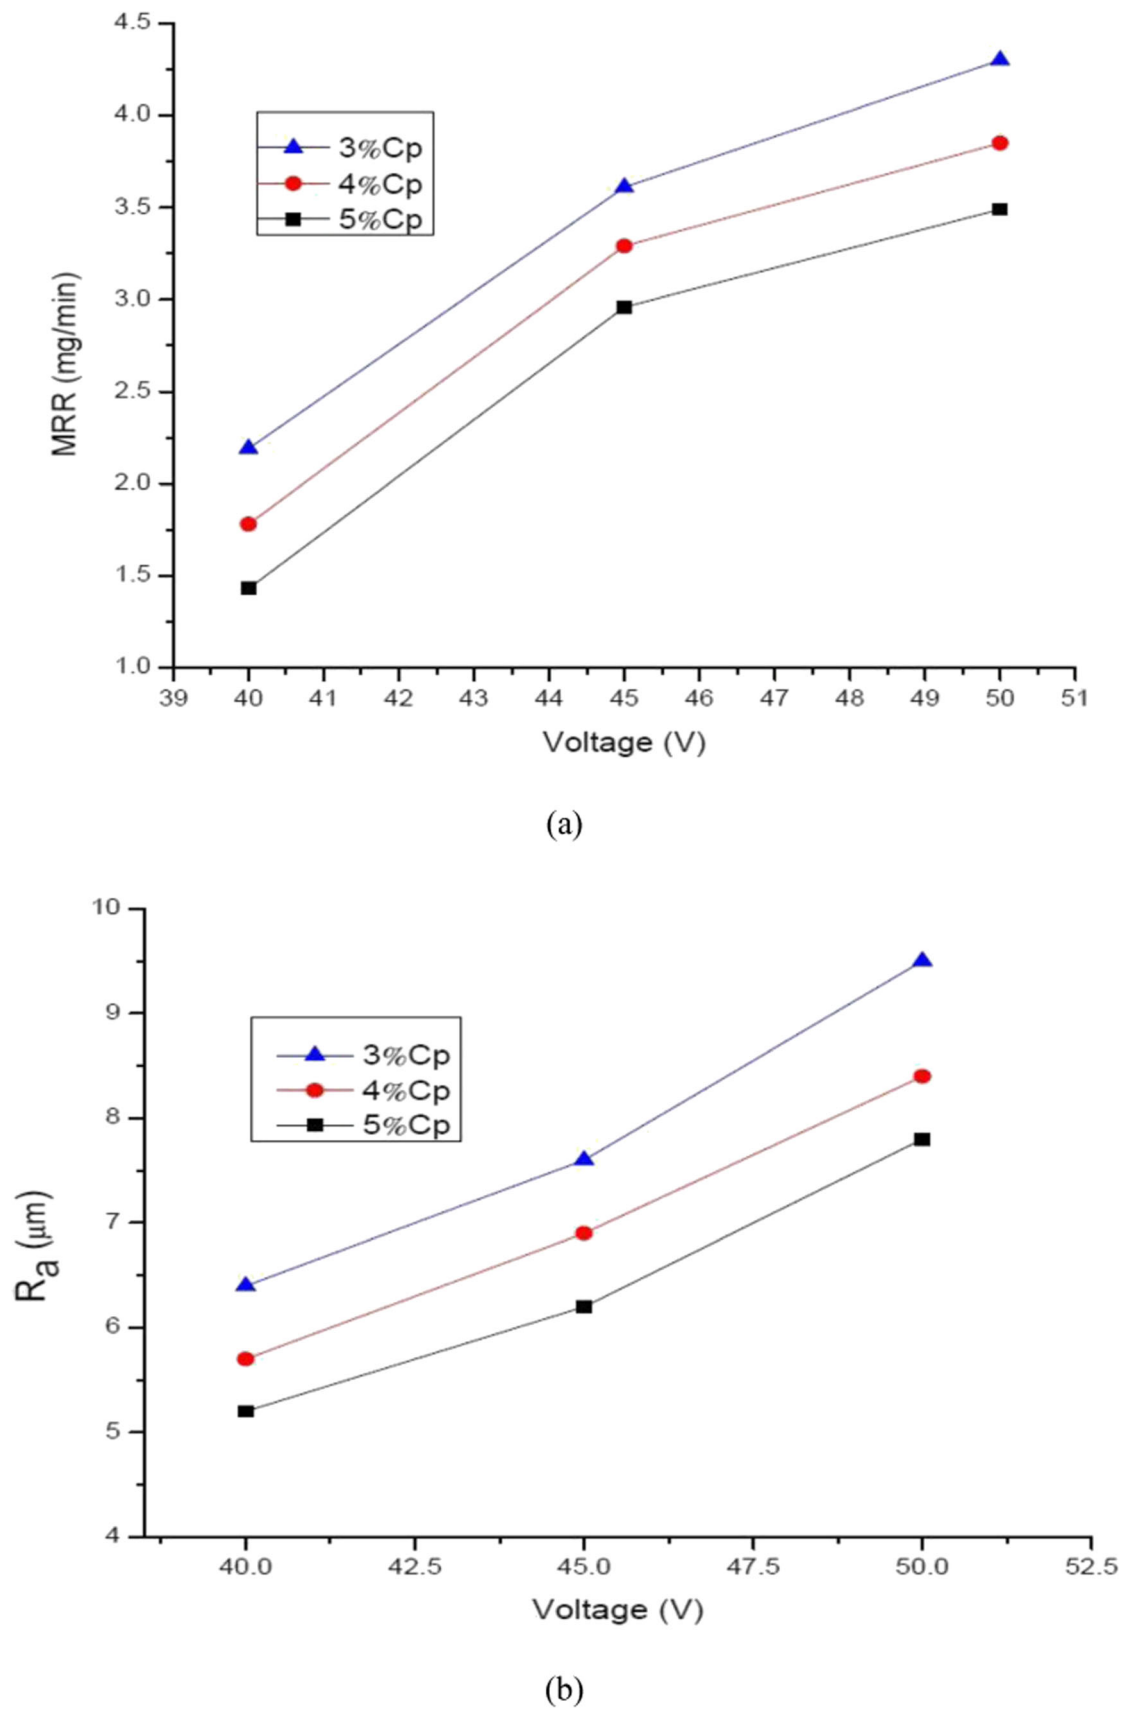 4.5
4.0
3.5
3.0
2.5
2.0
1.5
1.0
MRR (mg/min)
3%Cp
4%Cp
5%Cp
39 40 41 42 43 44 45 46 47 48 49 50 51
Voltage (V)
(a)
10
9
8
7
6
5
4
Ra (µm)
3%Cp
4%Cp
5%Cp
40.0 42.5 45.0 47.5 50.0 52.5
Voltage (V)
(b)